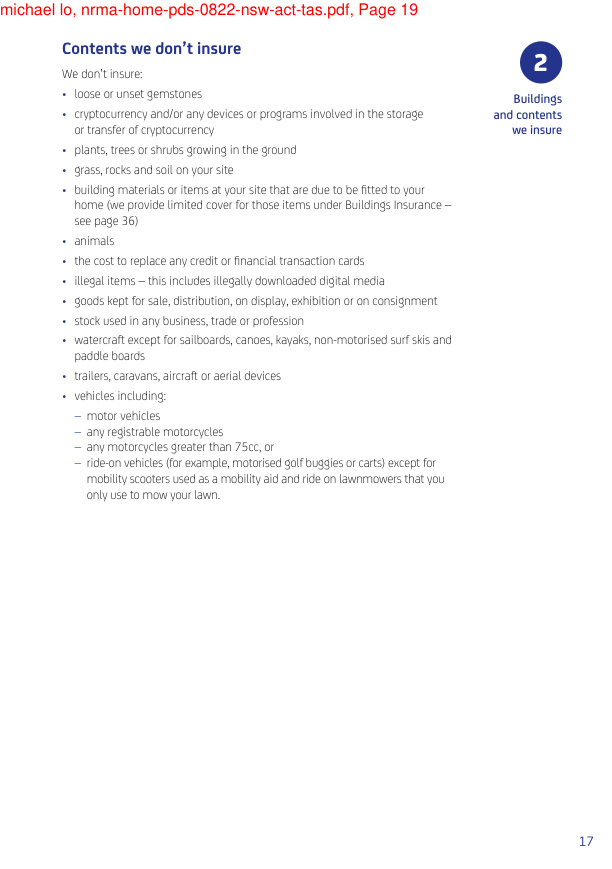 michael lo, nrma-home-pds-0822-nsw-act-tas.pdf, Page 19
Contents we don't insure
We don't insure:
• loose or unset gemstones
• cryptocurrency and/or any devices or programs involved in the storage
or transfer of cryptocurrency
• plants, trees or shrubs growing in the ground
• grass, rocks and soil on your site
• building materials or items at your site that are due to be fitted to your
home (we provide limited cover for those items under Buildings Insurance –
see page 36)
• animals
• the cost to replace any credit or financial transaction cards
• illegal items – this includes illegally downloaded digital media
• goods kept for sale, distribution, on display, exhibition or on consignment
• stock used in any business, trade or profession
• watercraft except for sailboards, canoes, kayaks, non-motorised surf skis and
paddle boards
• trailers, caravans, aircraft or aerial devices
• vehicles including:
– motor vehicles
– any registrable motorcycles
– any motorcycles greater than 75cc, or
– ride-on vehicles (for example, motorised golf buggies or carts) except for
mobility scooters used as a mobility aid and ride on lawnmowers that you
only use to mow your lawn.
2
Buildings
and contents
we insure
17